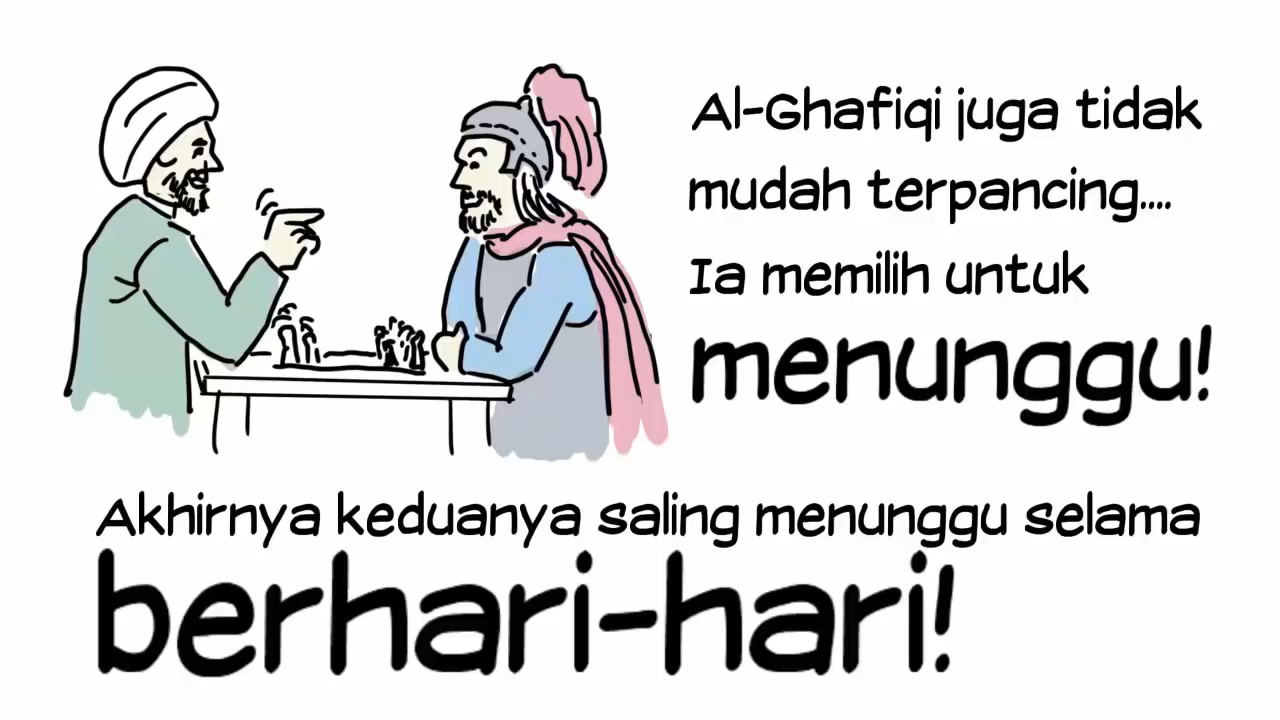 Al-Ghafiqi juga tidak
mudah terpancing....
Ia memilih untuk
menunggu!
Akhirnya keduanya saling menunggu selama
berhari-hari!